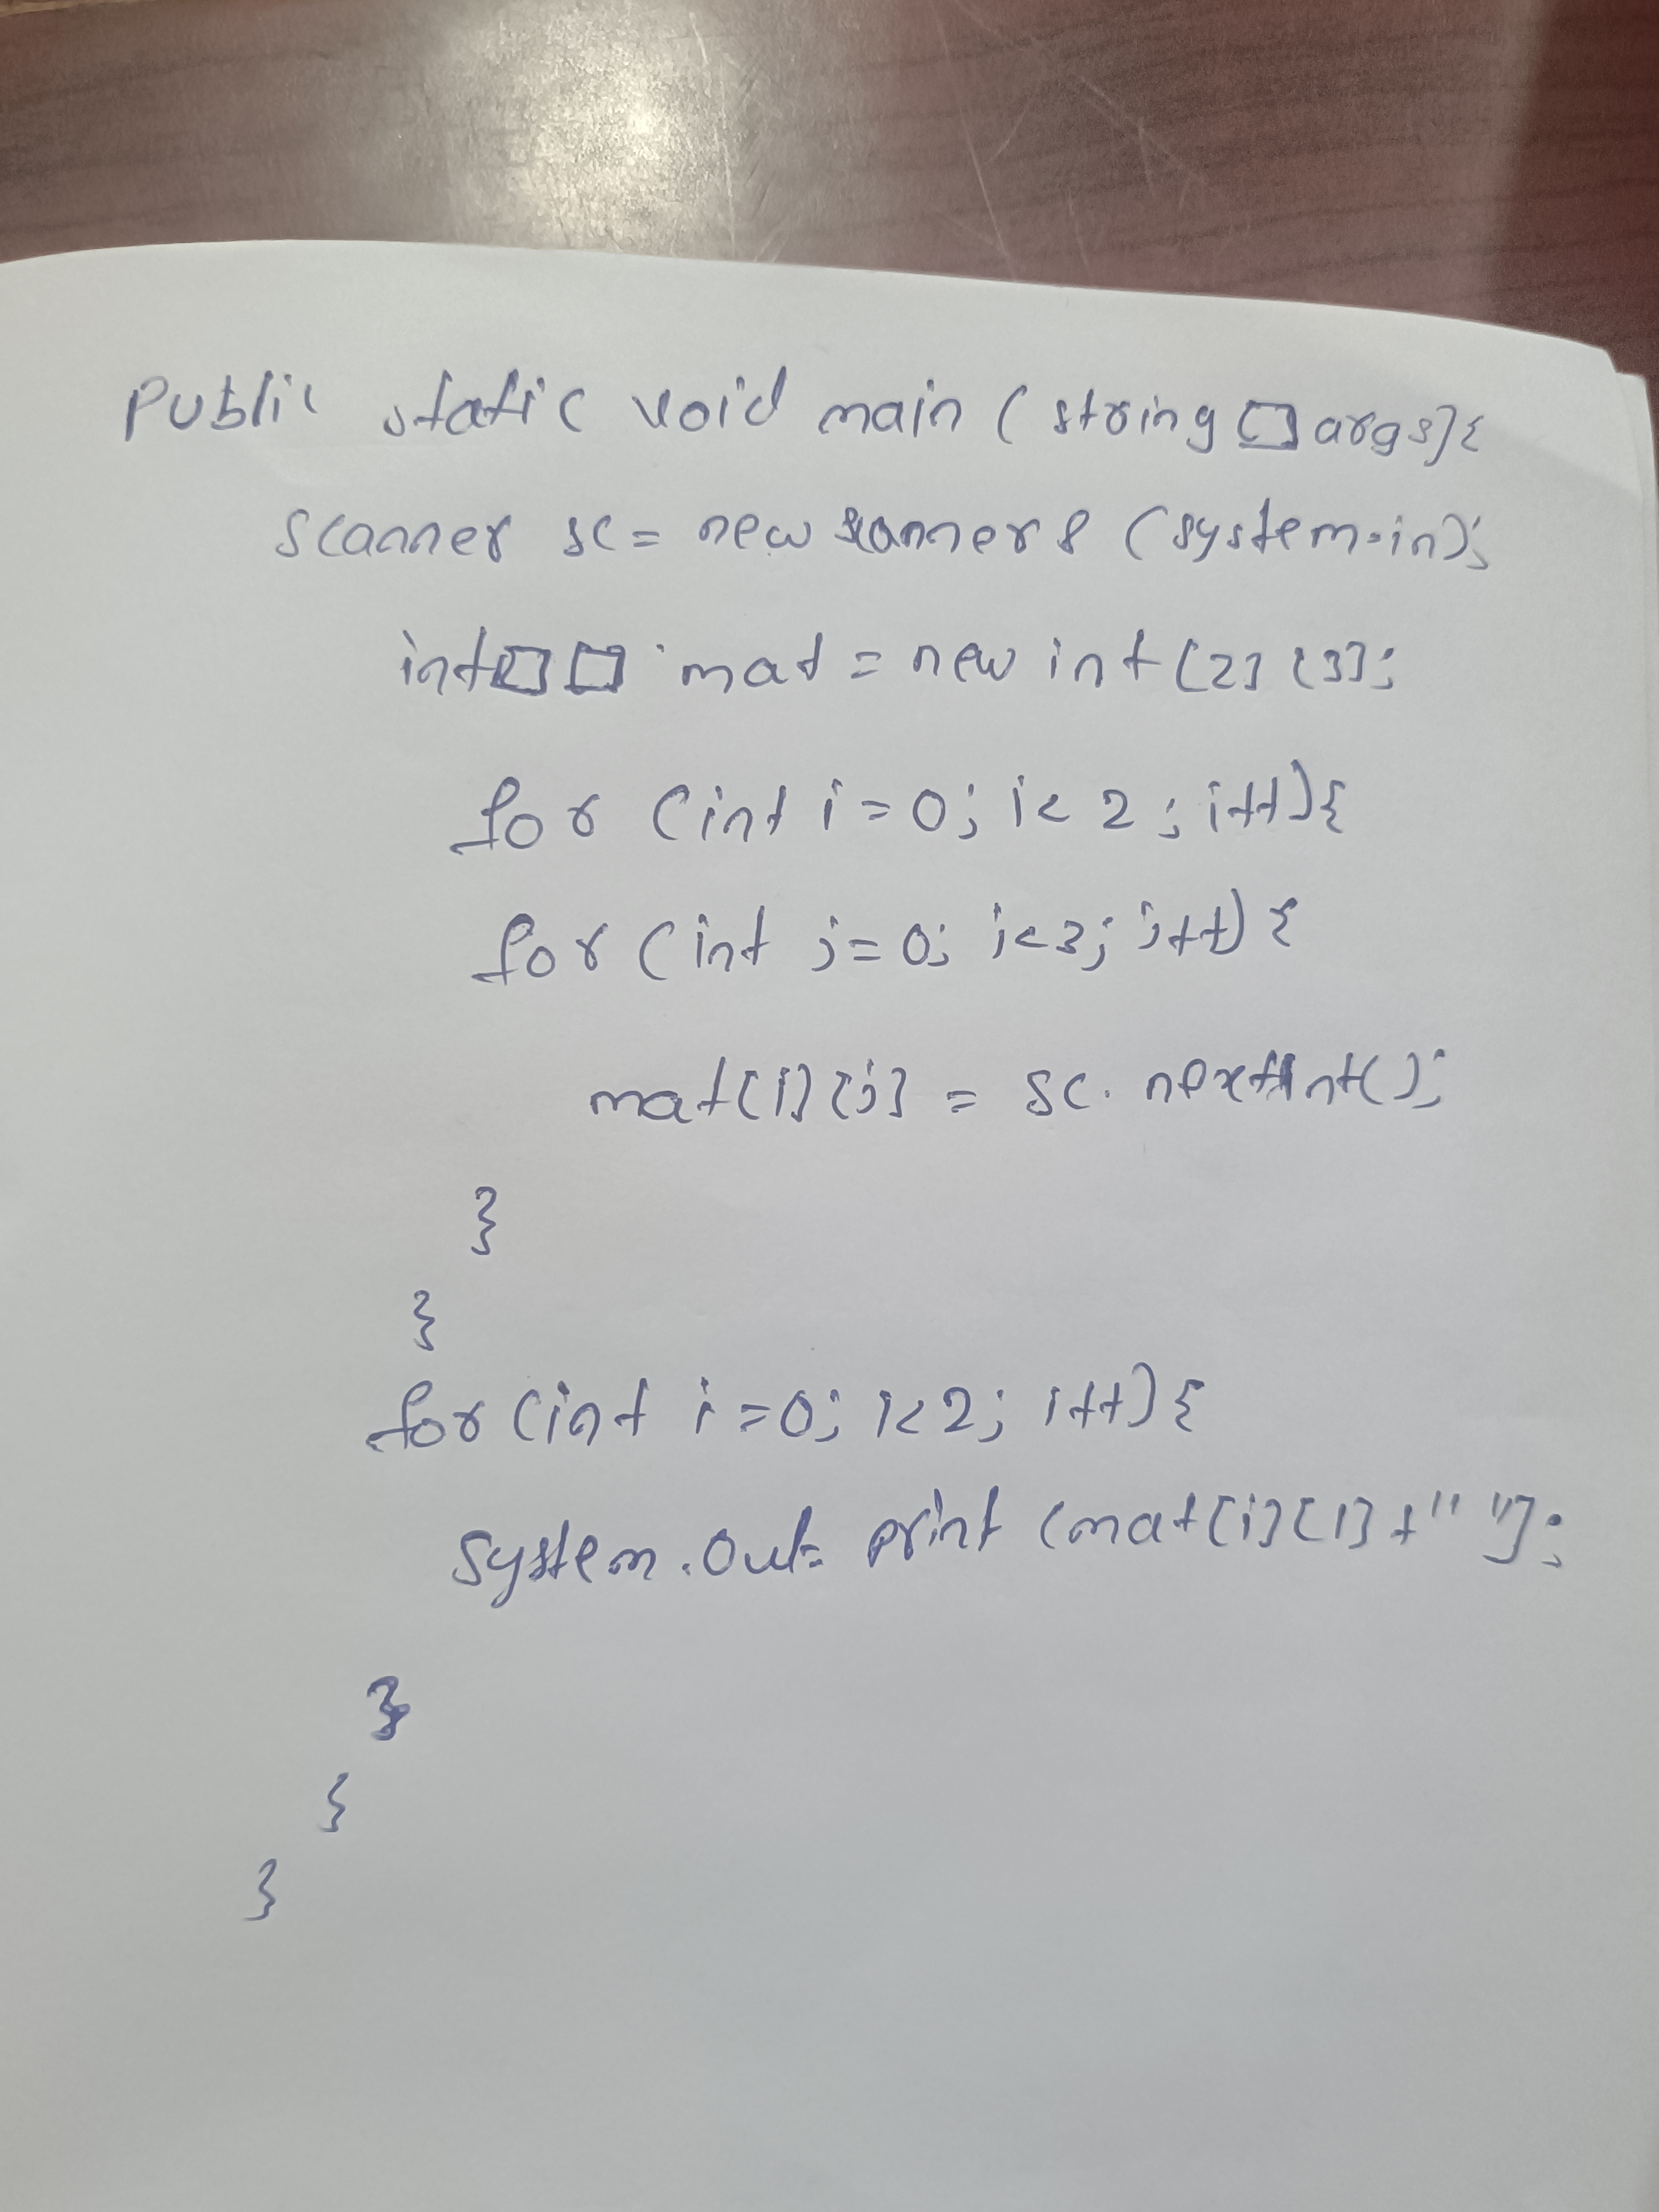 Public static void main (string [] args]{
Scanner sc = new scanner (system.in);
int[][] mat = new int [2] [3];
for (int i = 0; i < 2 ; i++){
for (int j = 0; j<3; j++) {
mat[i][j] = sc. nextInt();
}
}
for (int i = 0; i<2; i++){
System.out. print (mat[i][1] + " "];
}
}
}